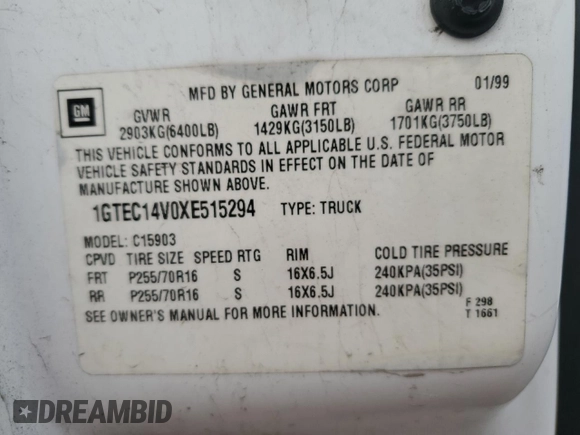 MFD BY GENERAL MOTORS CORP 01/99
GM
GVWR GAWR FRT GAWR RR
2903KG(6400LB) 1429KG(3150LB) 1701KG(3750LB)
THIS VEHICLE CONFORMS TO ALL APPLICABLE U.S. FEDERAL MOTOR
VEHICLE SAFETY STANDARDS IN EFFECT ON THE DATE OF
MANUFACTURE SHOWN ABOVE.
1GTEC14V0XE515294 TYPE: TRUCK
MODEL: C15903
CPVD TIRE SIZE SPEED RTG RIM COLD TIRE PRESSURE
FRT P255/70R16 S 16X6.5J 240KPA(35PSI)
RR P255/70R16 S 16X6.5J 240KPA(35PSI)
SEE OWNER'S MANUAL FOR MORE INFORMATION.
F 298
T 1661
DREAMBID